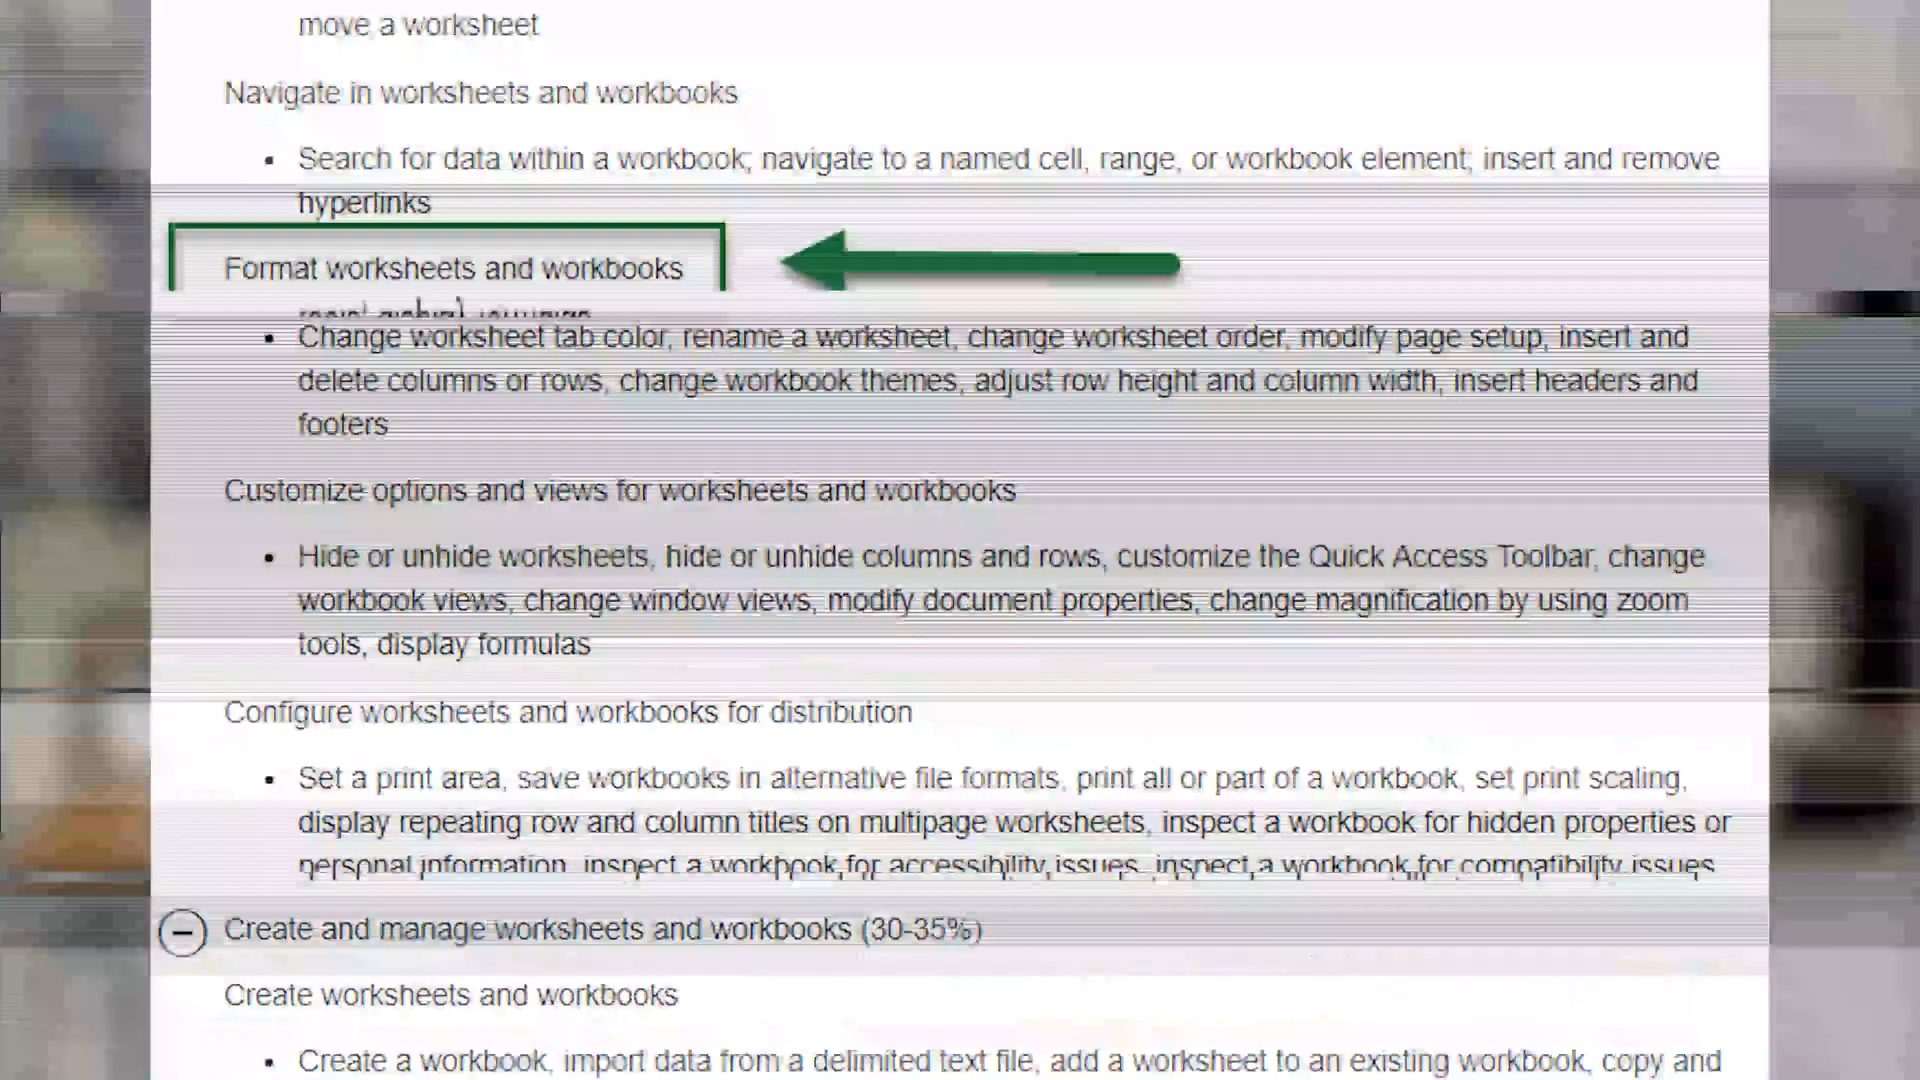 move a worksheet
Navigate in worksheets and workbooks
Search for data within a workbook; navigate to a named cell, range, or workbook element; insert and remove
hyperlinks
Format worksheets and workbooks
Change worksheet tab color, rename a worksheet, change worksheet order, modify page setup, insert and
delete columns or rows, change workbook themes, adjust row height and column width, insert headers and
footers
Customize options and views for worksheets and workbooks
Hide or unhide worksheets, hide or unhide columns and rows, customize the Quick Access Toolbar, change
workbook views, change window views, modify document properties, change magnification by using zoom
tools, display formulas
Configure worksheets and workbooks for distribution
Set a print area, save workbooks in alternative file formats, print all or part of a workbook, set print scaling,
display repeating row and column titles on multipage worksheets, inspect a workbook for hidden properties or
personal information, inspect a workbook for accessibility issues, inspect a workbook for compatibility issues
Create and manage worksheets and workbooks (30-35%)
Create worksheets and workbooks
Create a workbook, import data from a delimited text file, add a worksheet to an existing workbook, copy and